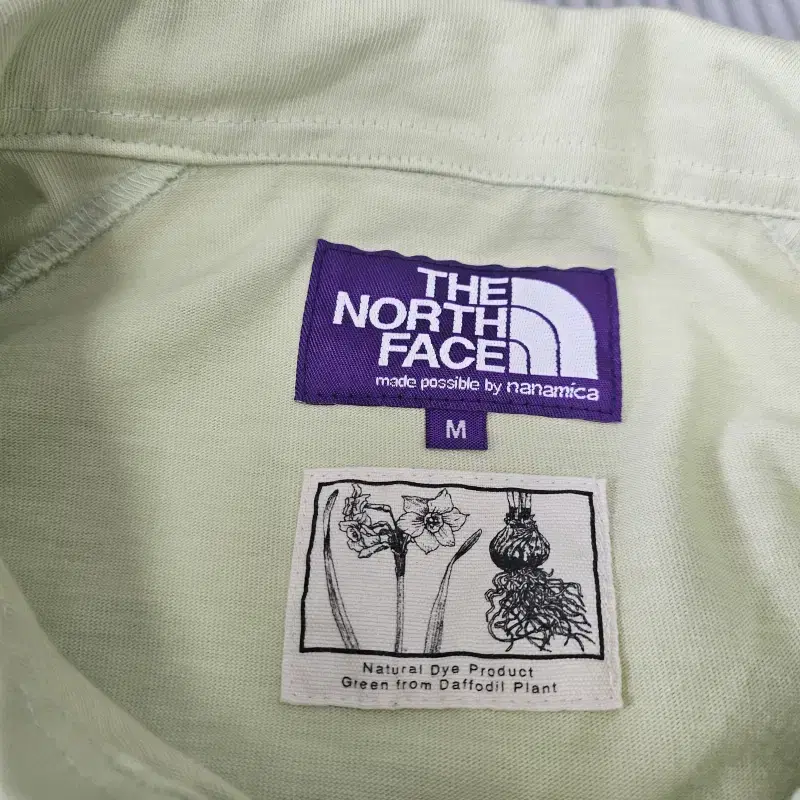 THE
NORTH
FACE
made possible by nanamica
M
Natural Dye Product
Green from Daffodil Plant